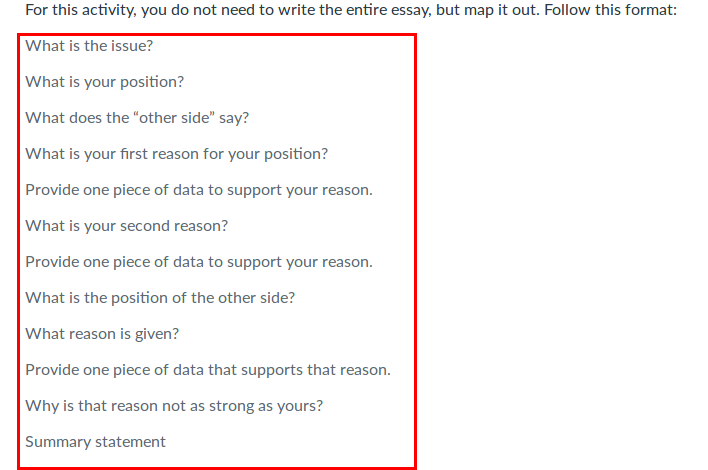 For this activity, you do not need to write the entire essay, but map it out. Follow this format:
What is the issue?
What is your position?
What does the “other side” say?
What is your first reason for your position?
Provide one piece of data to support your reason.
What is your second reason?
Provide one piece of data to support your reason.
What is the position of the other side?
What reason is given?
Provide one piece of data that supports that reason.
Why is that reason not as strong as yours?
Summary statement